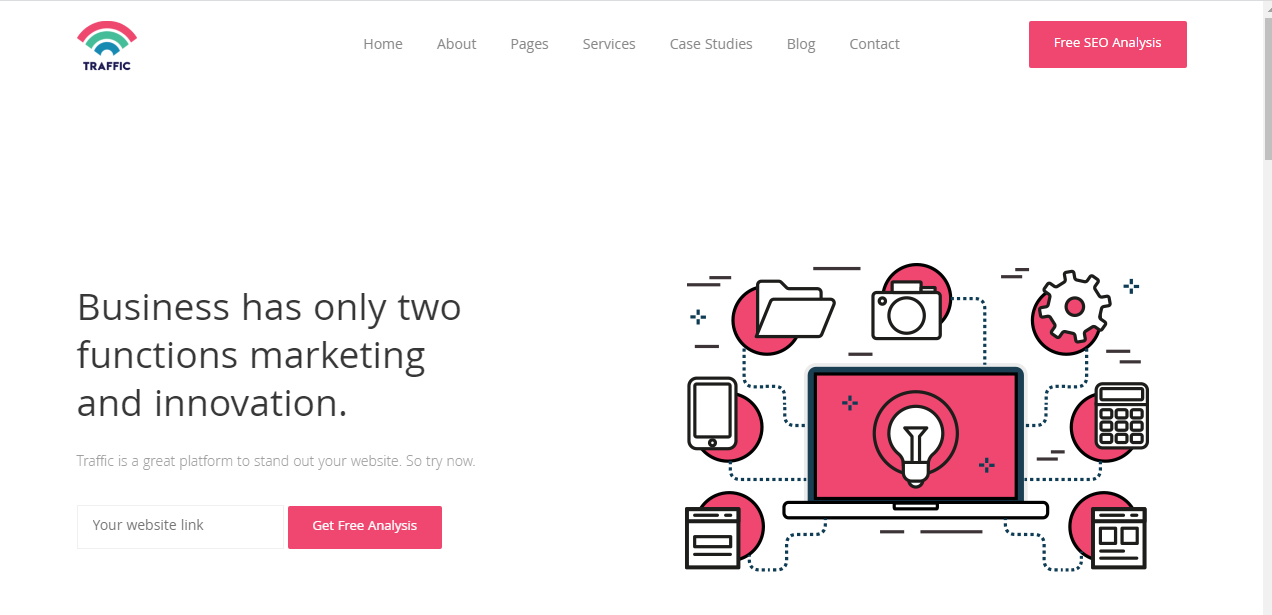 TRAFFIC
Home About Pages Services Case Studies Blog Contact
Free SEO Analysis
Business has only two
functions marketing
and innovation.
Traffic is a great platform to stand out your website. So try now.
Your website link
Get Free Analysis